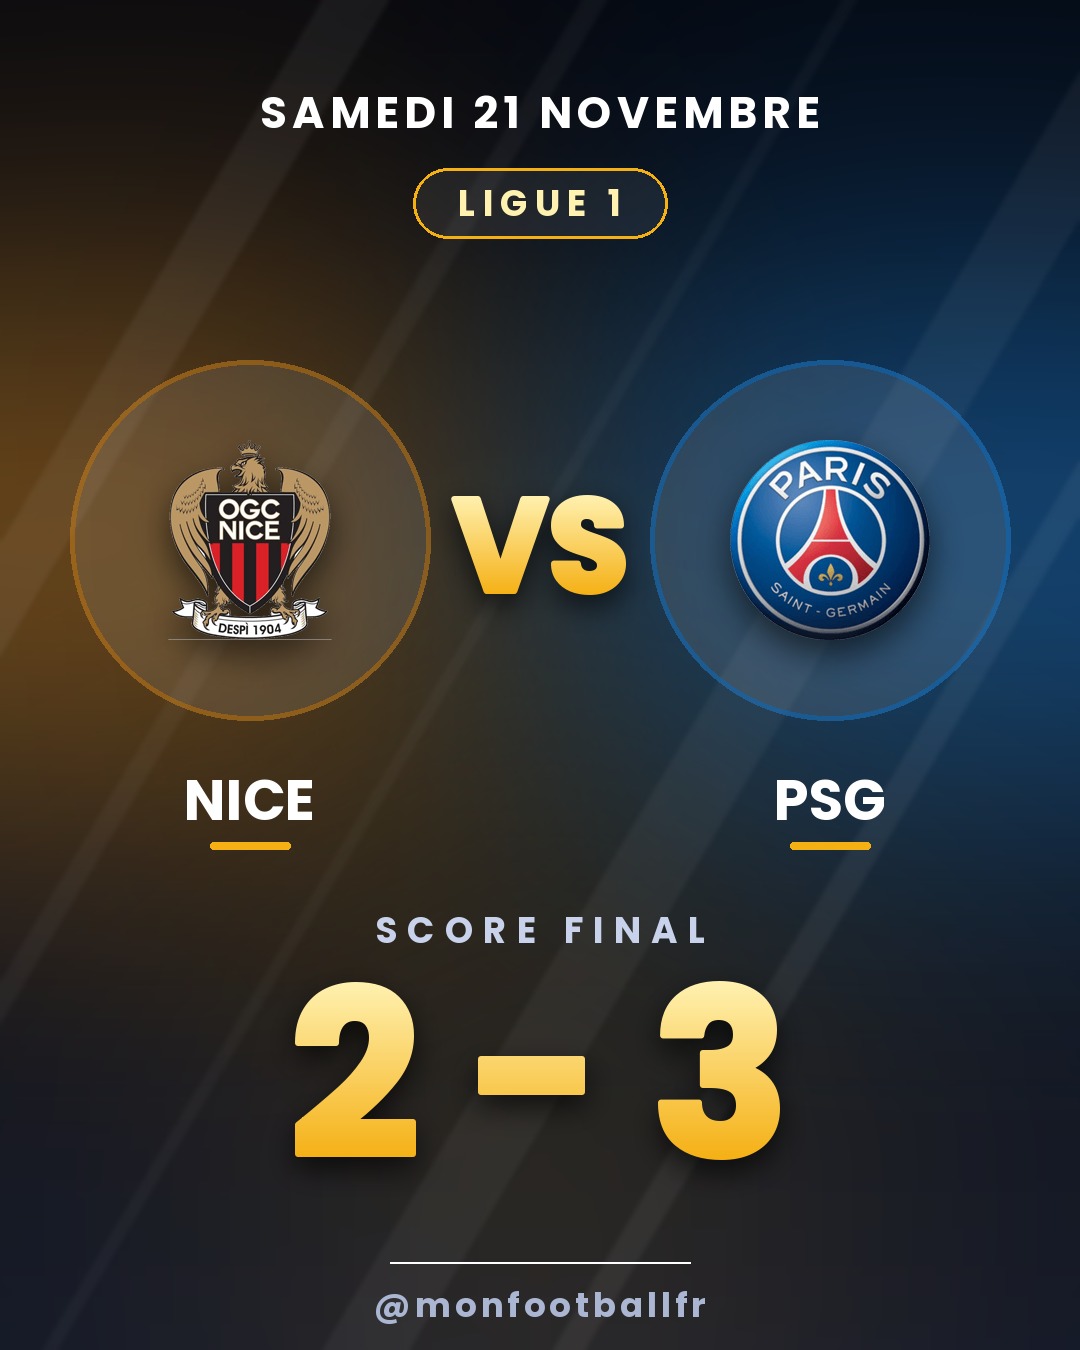 SAMEDI 21 NOVEMBRE
LIGUE 1
OGC
NICE
DESPÌ 1904
VS
PARIS
SAINT-GERMAIN
NICE
PSG
SCORE FINAL
2 - 3
@monfootballfr